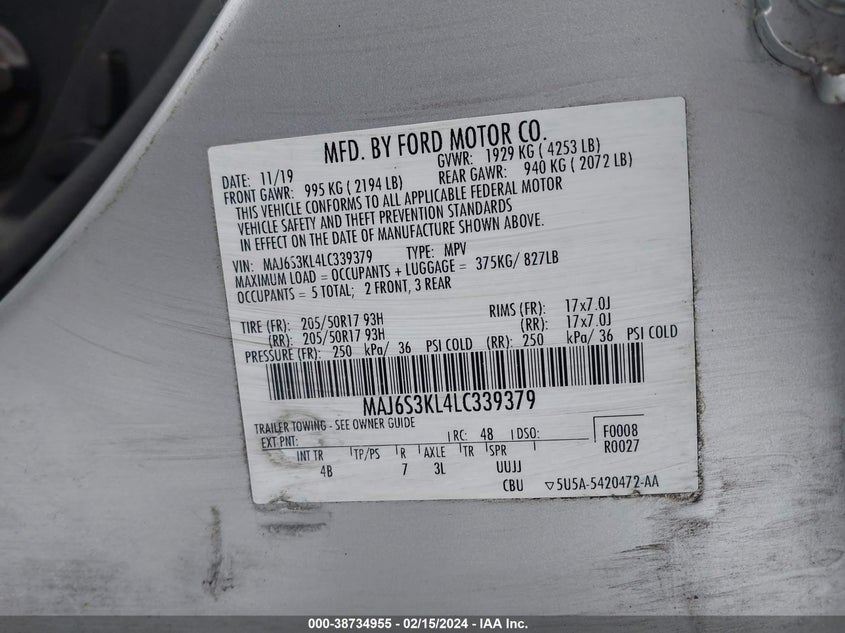 MFD. BY FORD MOTOR CO.
DATE: 11/19 GVWR: 1929 KG ( 4253 LB)
FRONT GAWR: 995 KG ( 2194 LB) REAR GAWR: 940 KG ( 2072 LB)
THIS VEHICLE CONFORMS TO ALL APPLICABLE FEDERAL MOTOR
VEHICLE SAFETY AND THEFT PREVENTION STANDARDS
IN EFFECT ON THE DATE OF MANUFACTURE SHOWN ABOVE.
VIN: MAJ6S3KL4LC339379 TYPE: MPV
MAXIMUM LOAD = OCCUPANTS + LUGGAGE = 375KG/ 827LB
OCCUPANTS = 5 TOTAL; 2 FRONT, 3 REAR
TIRE (FR): 205/50R17 93H RIMS (FR): 17x7.0J
(RR): 205/50R17 93H (RR): 17x7.0J
PRESSURE (FR): 250 kPa/ 36 PSI COLD (RR): 250 kPa/ 36 PSI COLD
MAJ6S3KL4LC339379
TRAILER TOWING - SEE OWNER GUIDE
EXT PNT: RC: 48 DSO: F0008
R0027
INT TR TP/PS R AXLE TR SPR
4B 7 3L UUJJ
CBU ▽5U5A-5420472-AA
000-38734955 - 02/15/2024 - IAA Inc.